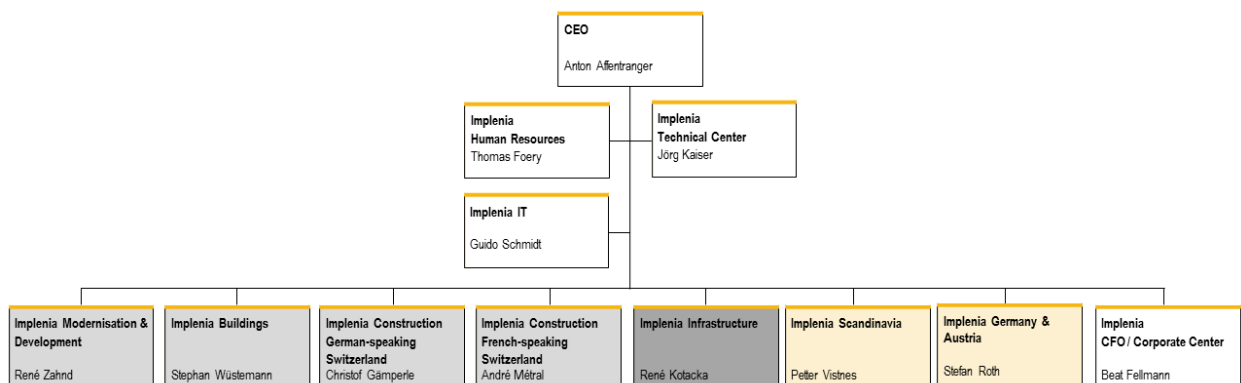 CEO
Anton Affentranger
Implenia
Human Resources
Thomas Foery
Implenia
Technical Center
Jörg Kaiser
Implenia IT
Guido Schmidt
Implenia Modernisation &
Development
René Zahnd
Implenia Buildings
Stephan Wüstemann
Implenia Construction
German-speaking
Switzerland
Christof Gämperle
Implenia Construction
French-speaking
Switzerland
André Métral
Implenia Infrastructure
René Kotacka
Implenia Scandinavia
Petter Vistnes
Implenia Germany &
Austria
Stefan Roth
Implenia
CFO / Corporate Center
Beat Fellmann